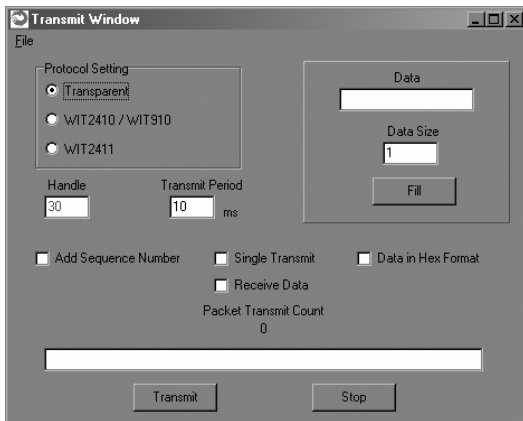 Transmit Window
File
Protocol Setting
Transparent
WIT2410 / WIT910
WIT2411
Data
Data Size
1
Fill
Handle
30
Transmit Period
10 ms
Add Sequence Number
Single Transmit
Data in Hex Format
Receive Data
Packet Transmit Count
0
Transmit
Stop